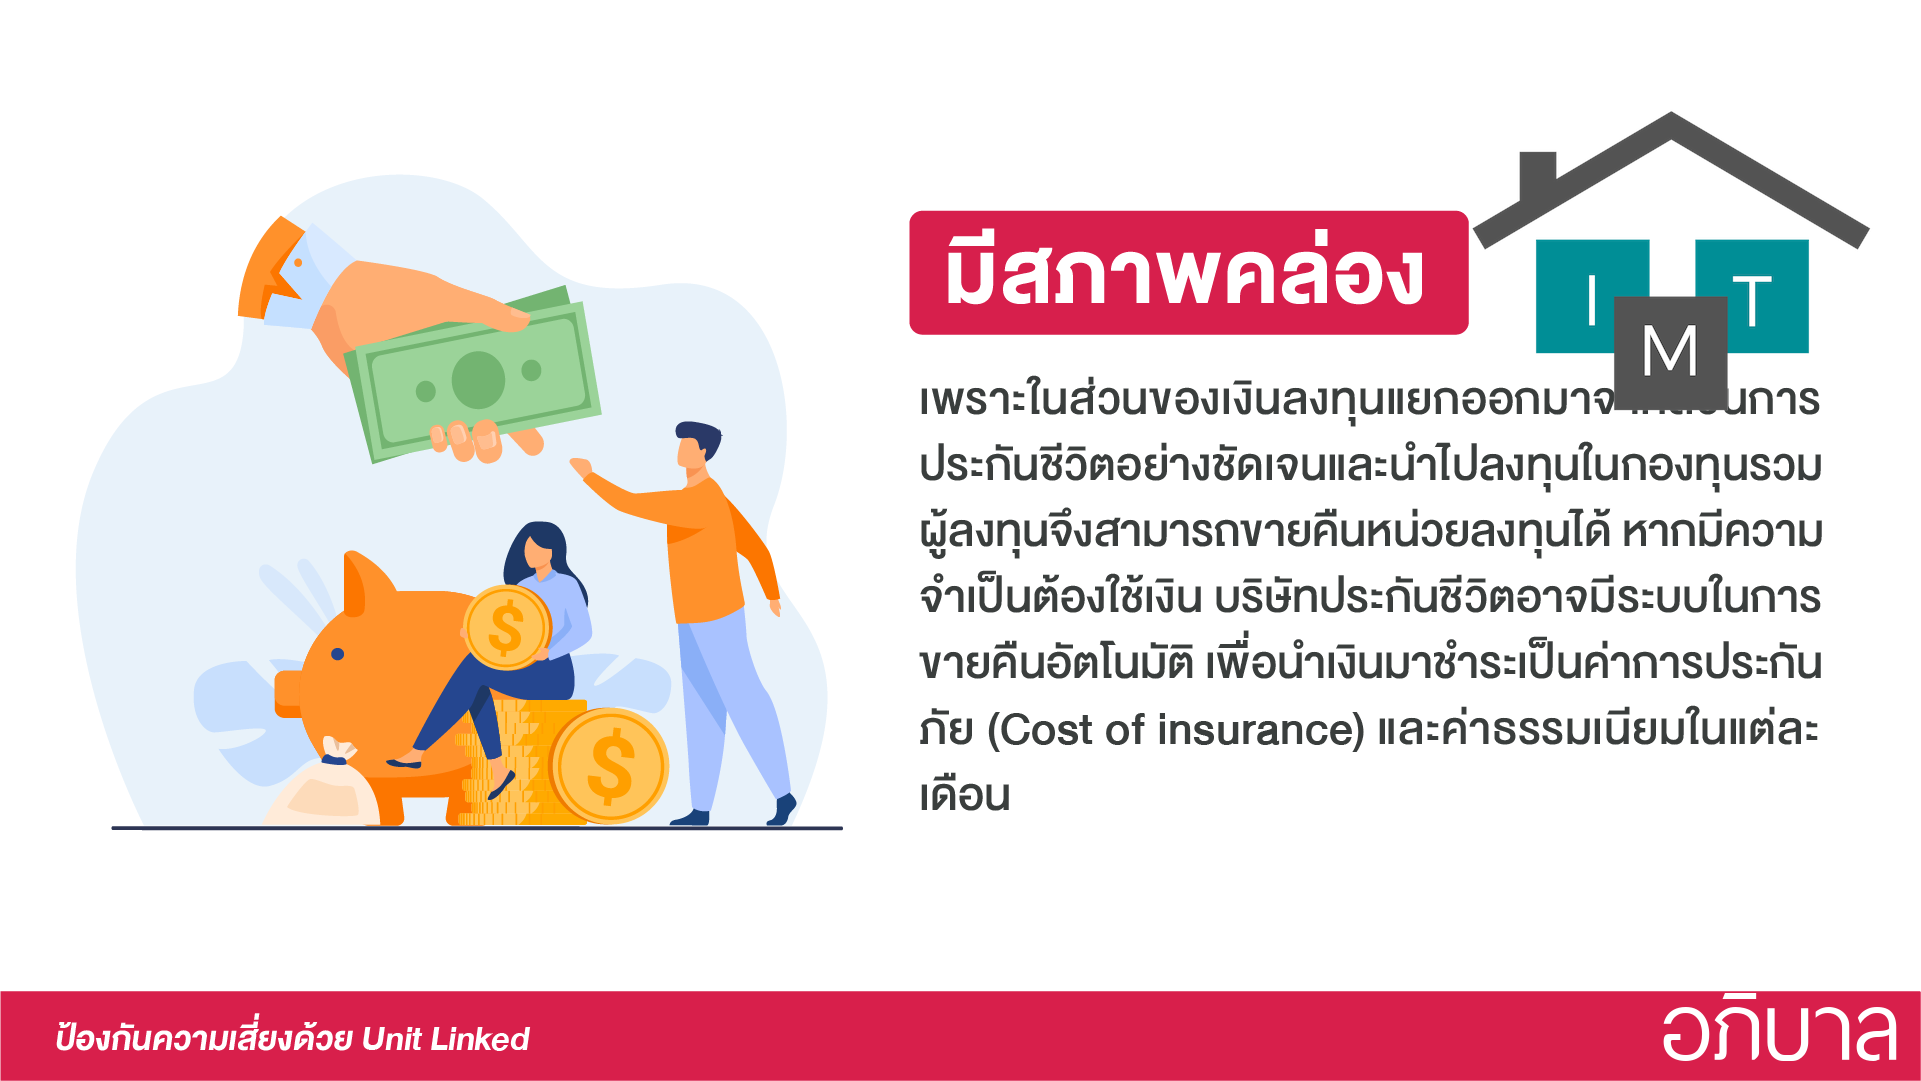 มีสภาพคล่อง
I M T
เพราะในส่วนของเงินลงทุนแยกออกมาจ นการ
ประกันชีวิตอย่างชัดเจนและนำไปลงทุนในกองทุนรวม
ผู้ลงทุนจึงสามารถขายคืนหน่วยลงทุนได้ หากมีความ
จำเป็นต้องใช้เงิน บริษัทประกันชีวิตอาจมีระบบในการ
ขายคืนอัตโนมัติ เพื่อนำเงินมาชำระเป็นค่าการประกัน
ภัย (Cost of insurance) และค่าธรรมเนียมในแต่ละ
เดือน
ป้องกันความเสี่ยงด้วย Unit Linked
อภิบาล